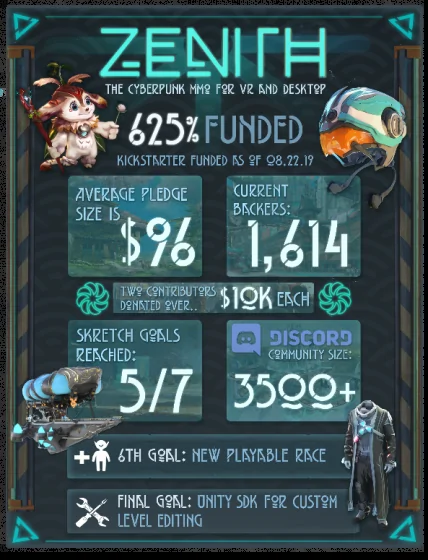 ZENITH
THE CYBERPUNK MMO FOR VR AND DESKTOP
625% FUNDED
KICKSTARTER FUNDED AS OF 08.22.19
AVERAGE PLEDGE
SIZE IS
$96
CURRENT
BACKERS:
1,614
TWO CONTRIBUTORS
DONATED OVER..
$10K EACH
SKRETCH GOALS
REACHED:
5/7
DISCORD
COMMUNITY SIZE:
3500+
6TH GOAL: NEW PLAYABLE RACE
FINAL GOAL: UNITY SDK FOR CUSTOM
LEVEL EDITING